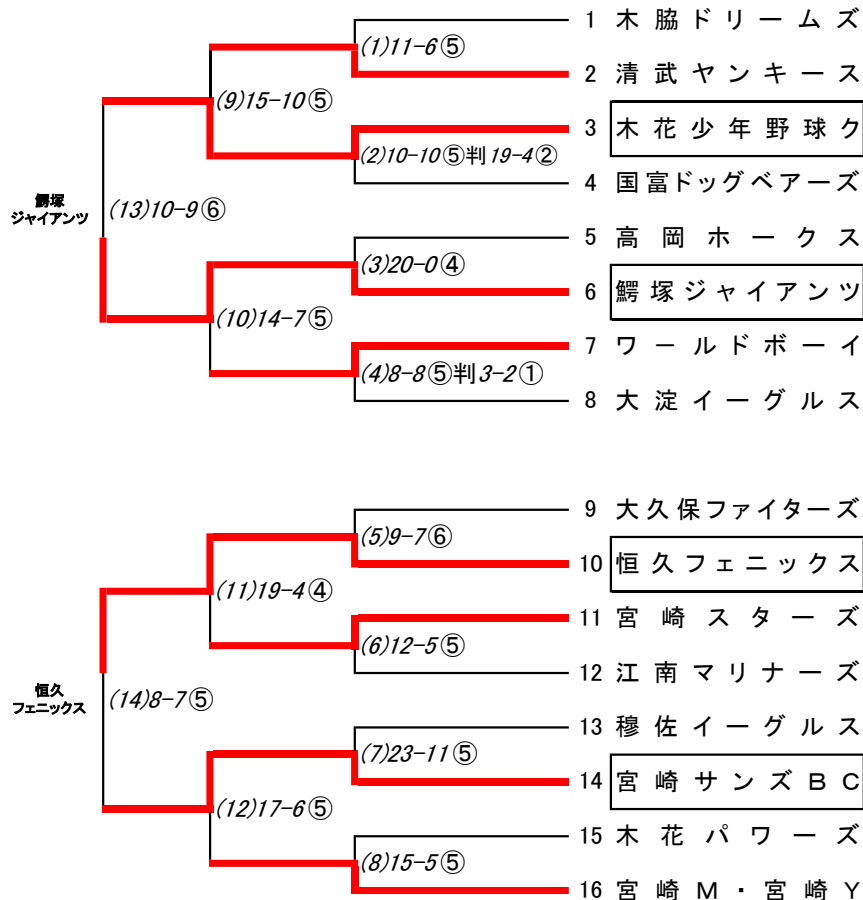 1 木脇ドリームズ
(1)11-6⑤
2 清武ヤンキース
(9)15-10⑤
3 木花少年野球ク
(2)10-10⑤判19-4②
4 国富ドッグベアーズ
鰐塚
ジャイアンツ
(13)10-9⑥
5 高岡ホークス
(3)20-0④
6 鰐塚ジャイアンツ
(10)14-7⑤
7 ワールドボーイ
(4)8-8⑤判3-2①
8 大淀イーグルス
9 大久保ファイターズ
(5)9-7⑥
10 恒久フェニックス
(11)19-4④
11 宮崎スターズ
(6)12-5⑤
12 江南マリナーズ
恒久
フェニックス
(14)8-7⑤
13 穆佐イーグルス
(7)23-11⑤
14 宮崎サンズBC
(12)17-6⑤
15 木花パワーズ
(8)15-5⑤
16 宮崎M・宮崎Y